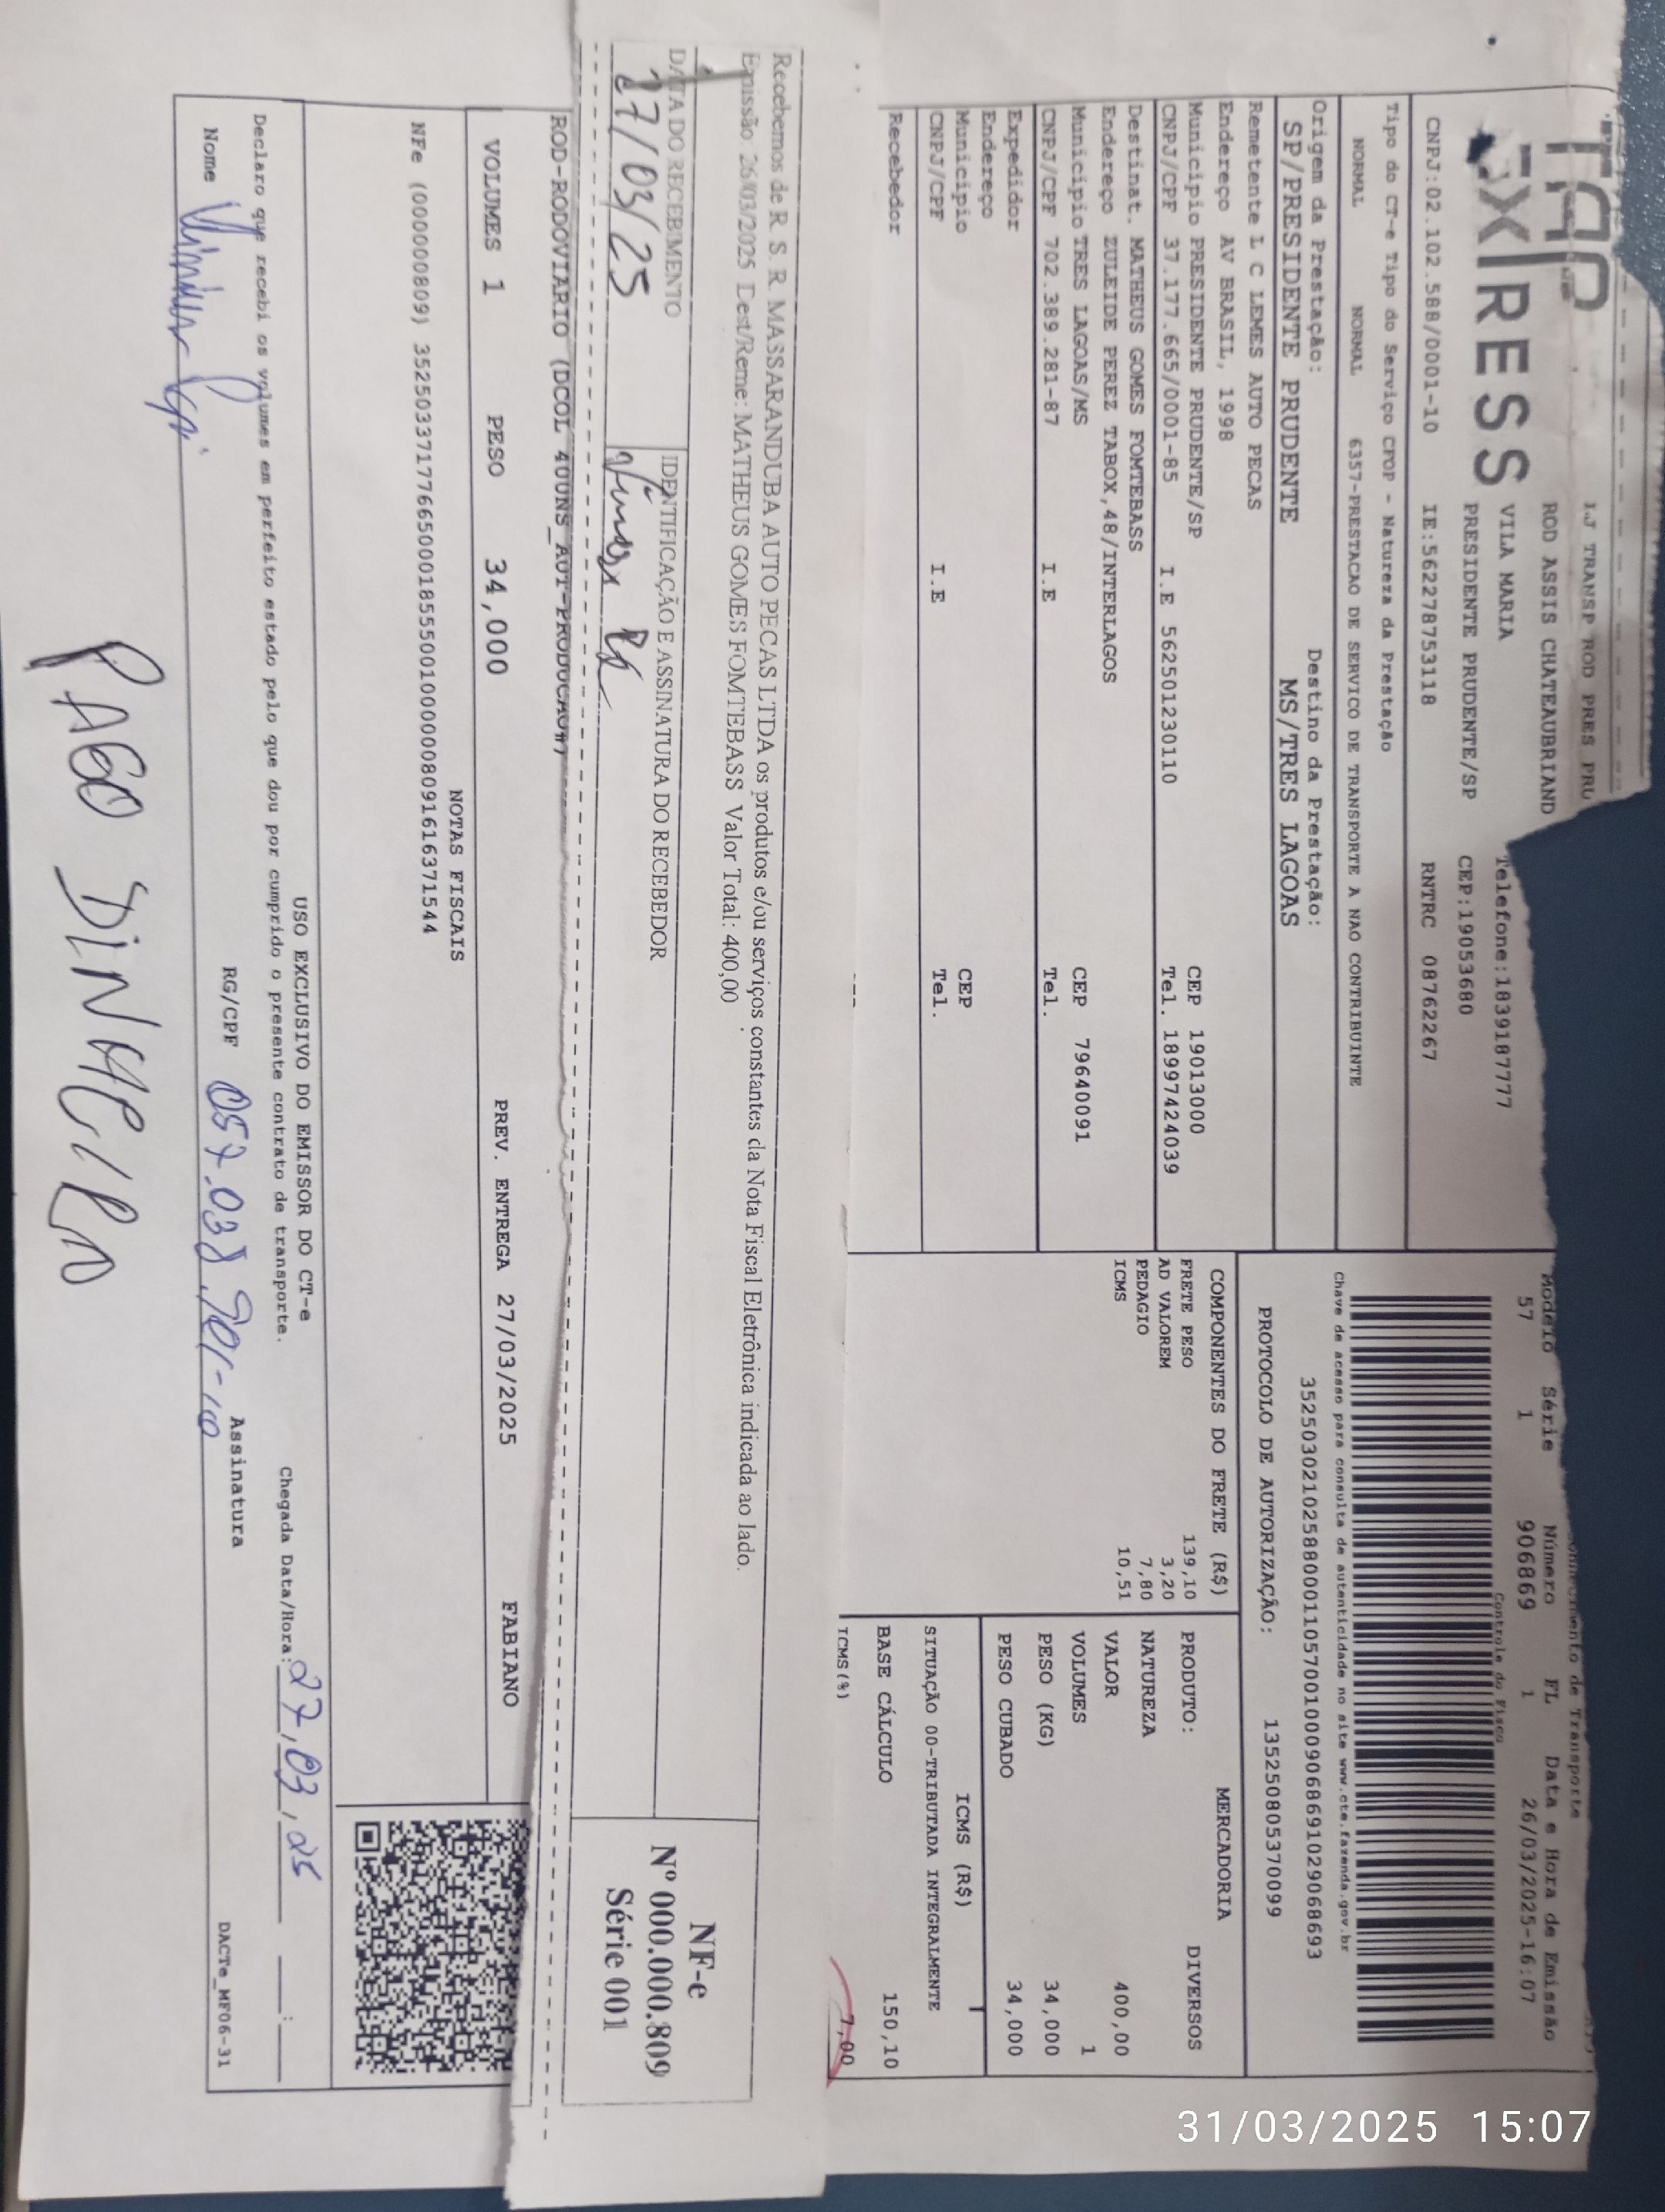 TAP
EXPRESS
LJ TRANSP ROD PRES PRU
ROD ASSIS CHATEAUBRIAND
VILA MARIA
Telefone:1839187777
PRESIDENTE PRUDENTE/SP CEP:19053680
CNPJ:02.102.588/0001-10 IE:562278753118 RNTRC 08762267
Tipo do CT-e Tipo do Serviço CFOP - Natureza da Prestação
NORMAL NORMAL 6357-PRESTACAO DE SERVICO DE TRANSPORTE A NAO CONTRIBUINTE
Origem da Prestação: Destino da Prestação:
SP/PRESIDENTE PRUDENTE MS/TRES LAGOAS
Remetente L C LEMES AUTO PECAS
Endereço AV BRASIL, 1998
Município PRESIDENTE PRUDENTE/SP CEP 19013000
CNPJ/CPF 37.177.665/0001-85 I.E 562501230110 Tel. 18997424039
Destinat. MATHEUS GOMES FOMTEBASS
Endereço ZULEIDE PEREZ TABOX,48/INTERLAGOS
Município TRES LAGOAS/MS CEP 79640091
CNPJ/CPF 702.389.281-87 I.E Tel.
Expedidor
Endereço
Município CEP
CNPJ/CPF I.E Tel.
Recebedor
de Transporte
Modelo Série Número FL Data e Hora de Emissão
57 1 906869 1 26/03/2025-16:07
Controle do Fisco
Chave de acesso para consulta de autenticidade no site www.cte.fazenda.gov.br
35250302102588000110570010009068691029068693
PROTOCOLO DE AUTORIZAÇÃO: 135250805370099
COMPONENTES DO FRETE (R$)
FRETE PESO 139,10
AD VALOREM 3,20
PEDAGIO 7,80
ICMS 10,51
MERCADORIA
PRODUTO: DIVERSOS
NATUREZA
VALOR 400,00
VOLUMES 1
PESO (KG) 34,000
PESO CUBADO 34,000
ICMS (R$)
SITUAÇÃO 00-TRIBUTADA INTEGRALMENTE
BASE CÁLCULO 150,10
ICMS(%) 7,00
Recebemos de R. S. R. MASSARANDUBA AUTO PECAS LTDA os produtos e/ou serviços constantes da Nota Fiscal Eletrônica indicada ao lado.
Emissão 26/03/2025 Dest/Reme: MATHEUS GOMES FOMTEBASS Valor Total: 400,00
DATA DO RECEBIMENTO IDENTIFICAÇÃO E ASSINATURA DO RECEBEDOR
27/03/25
NF-e
Nº 000.000.809
Série 001
ROD-RODOVIARIO (DCOL 40UNS_AUT-PRODUCAO#)
VOLUMES 1 PESO 34,000 PREV. ENTREGA 27/03/2025 FABIANO
NOTAS FISCAIS
NFe (000000809) 35250337177665000185550010000008091616371544
USO EXCLUSIVO DO EMISSOR DO CT-e
Declaro que recebi os volumes em perfeito estado pelo que dou por cumprido o presente contrato de transporte. Chegada Data/Hora: 27/03/25
Nome RG/CPF 057.038.701-10 Assinatura
DACTe_MF06-31
PAGO DINHEIRO
31/03/2025 15:07